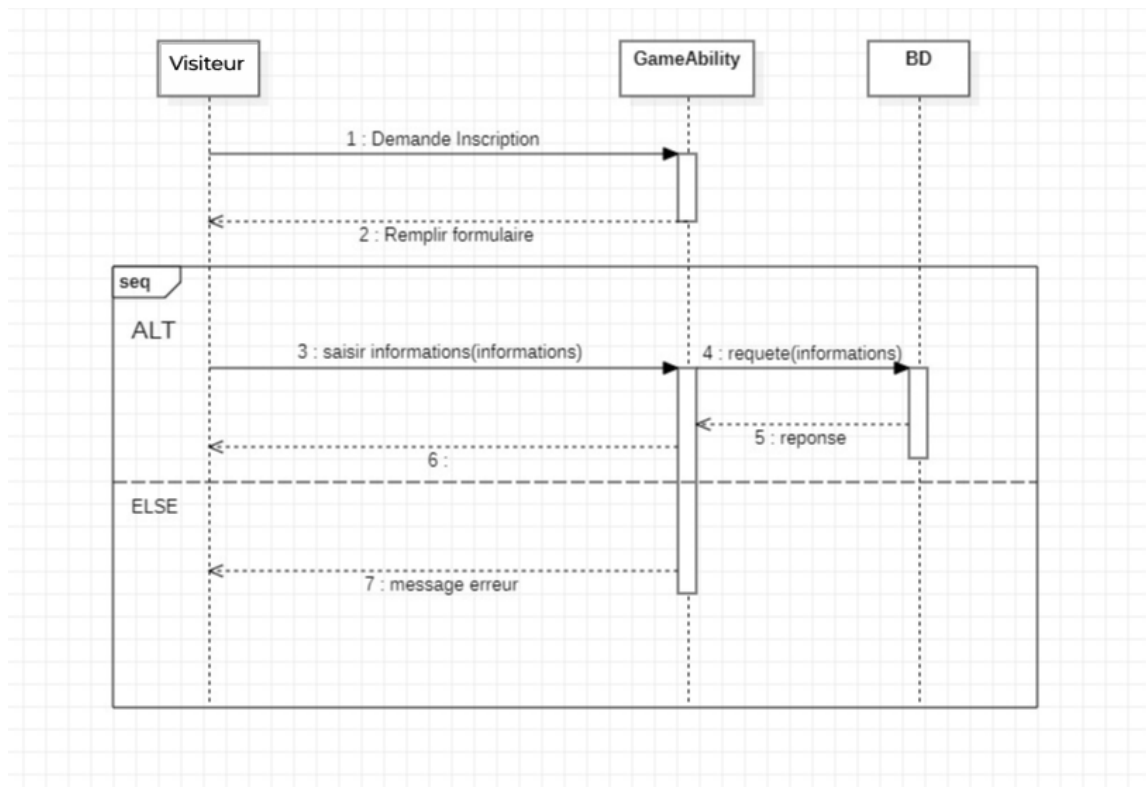 Visiteur
GameAbility
BD
1 : Demande Inscription
2 : Remplir formulaire
seq
ALT
3 : saisir informations(informations)
4 : requete(informations)
5 : reponse
6 :
ELSE
7 : message erreur